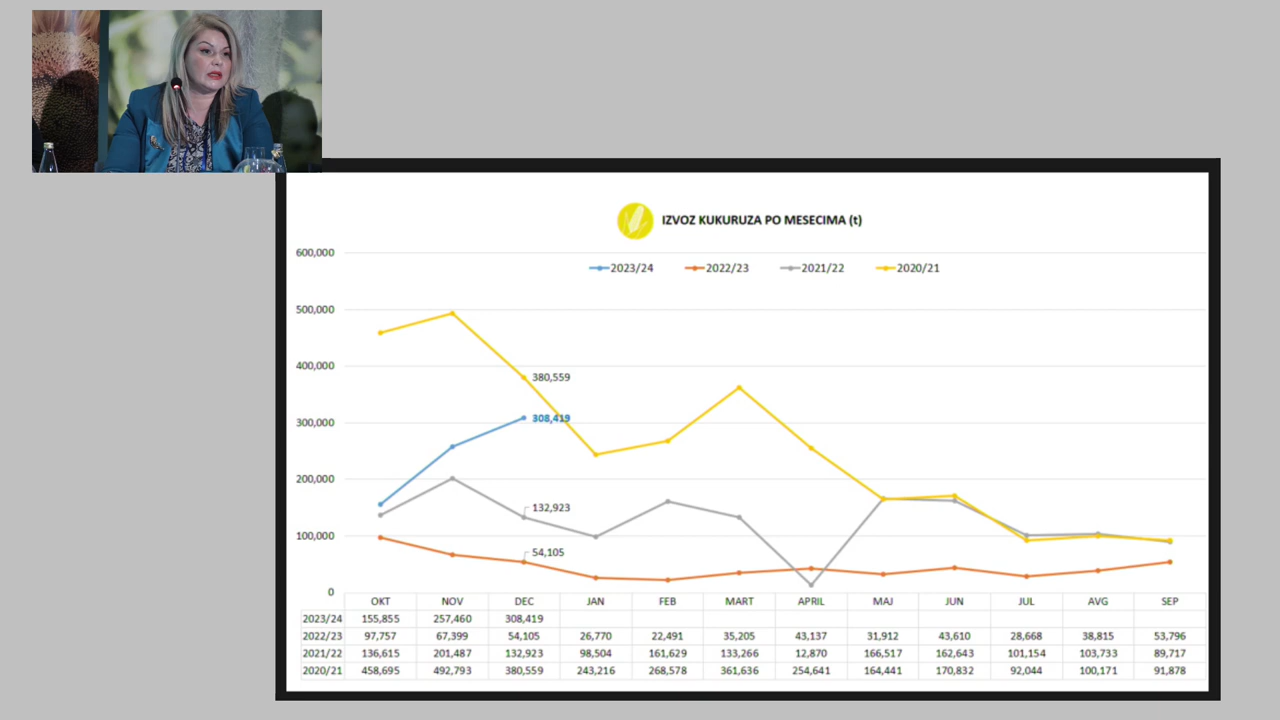 IZVOZ KUKURUZA PO MESECIMA (t)
2023/24 2022/23 2021/22 2020/21
600,000
500,000
400,000
300,000
200,000
100,000
0
380,559
308,419
132,923
54,105
OKT NOV DEC JAN FEB MART APRIL MAJ JUN JUL AVG SEP
2023/24 155,855 257,460 308,419
2022/23 97,757 67,399 54,105 26,770 22,491 35,205 43,137 31,912 43,610 28,668 38,815 53,796
2021/22 136,615 201,487 132,923 98,504 161,629 133,266 12,870 166,517 162,643 101,154 103,733 89,717
2020/21 458,695 492,793 380,559 243,216 268,578 361,636 254,641 164,441 170,832 92,044 100,171 91,878